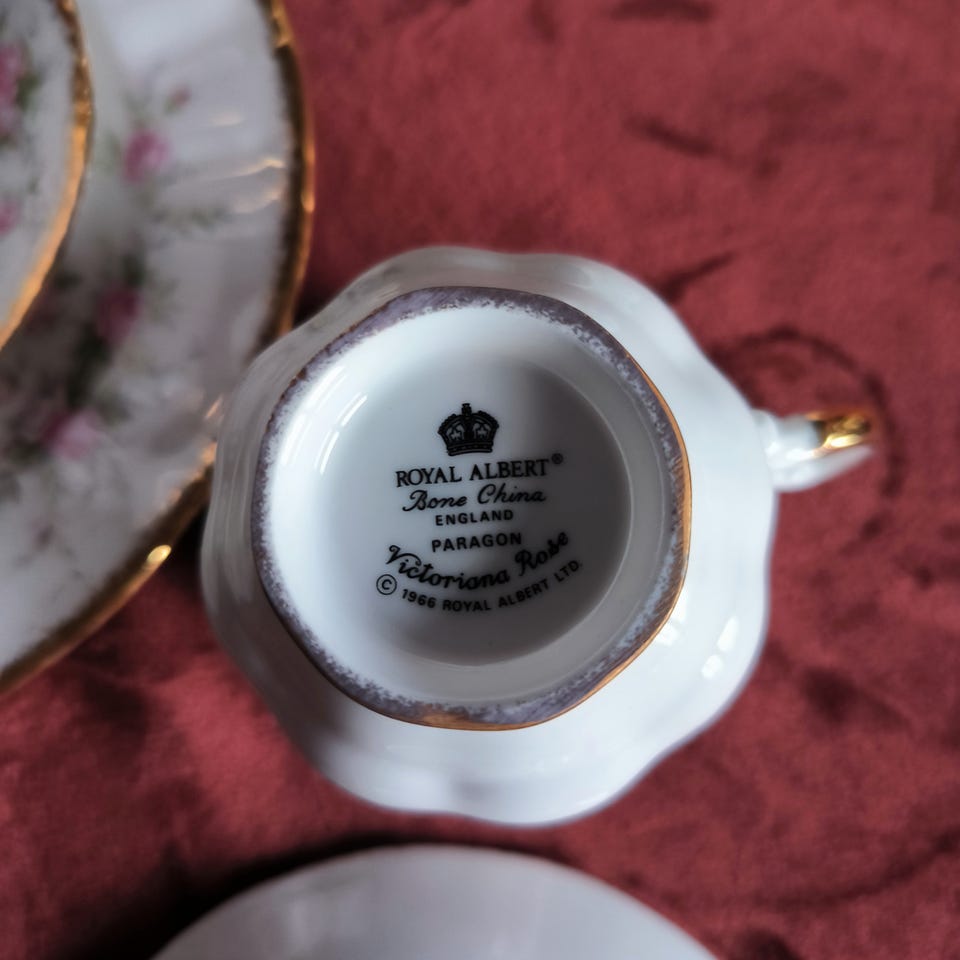 ROYAL ALBERT®
Bone China
ENGLAND
PARAGON
Victoriana Rose
© 1966 ROYAL ALBERT LTD.